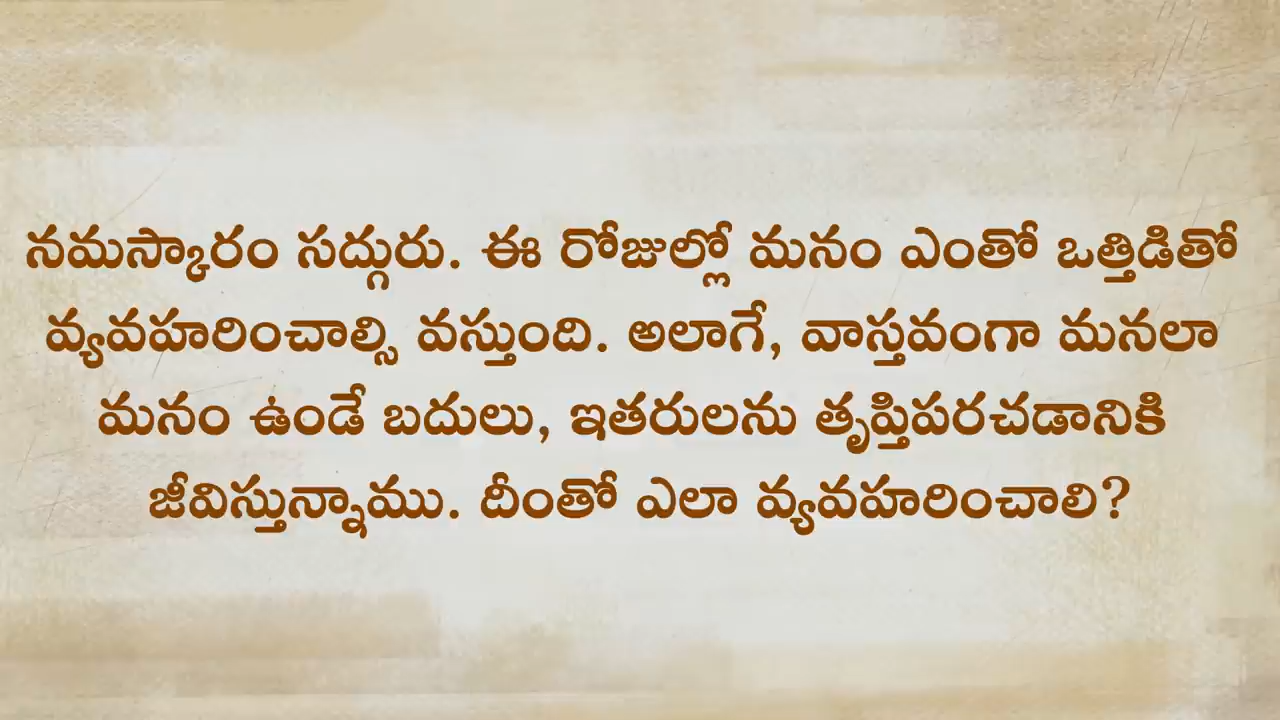 నమస్కారం సద్గురు. ఈ రోజుల్లో మనం ఎంతో ఒత్తిడితో
వ్యవహరించాల్సి వస్తుంది. అలాగే, వాస్తవంగా మనలా
మనం ఉండే బదులు, ఇతరులను తృప్తిపరచడానికి
జీవిస్తున్నాము. దీంతో ఎలా వ్యవహరించాలి?